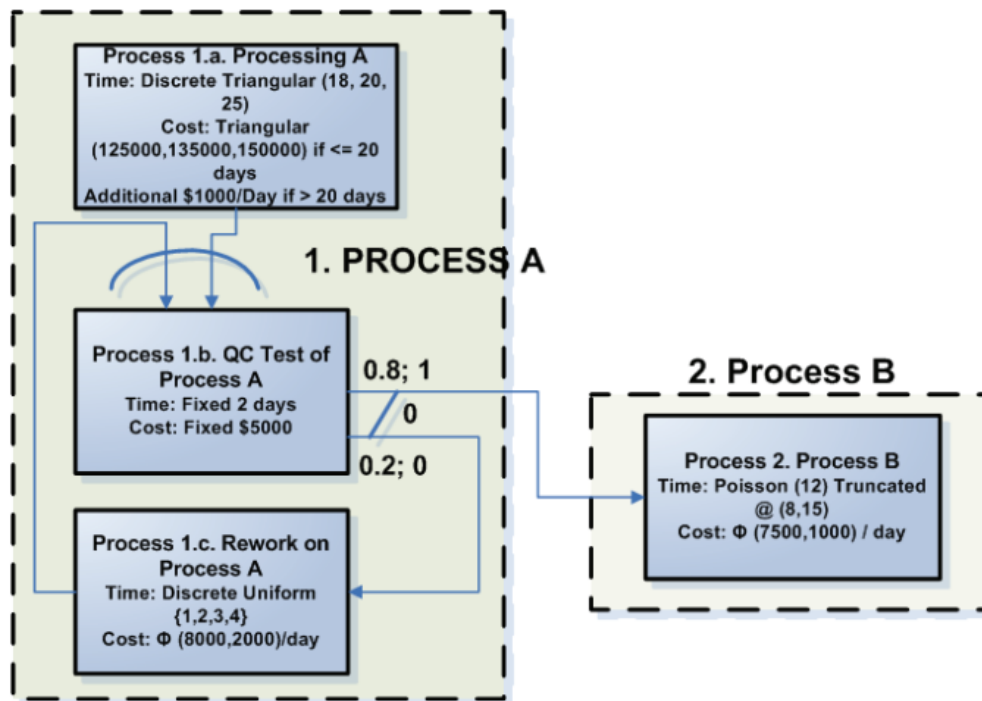 Process 1.a. Processing A
Time: Discrete Triangular (18, 20,
25)
Cost: Triangular
(125000,135000,150000) if <= 20
days
Additional $1000/Day if > 20 days
1. PROCESS A
Process 1.b. QC Test of
Process A
Time: Fixed 2 days
Cost: Fixed $5000
0.8; 1
0
0.2; 0
Process 1.c. Rework on
Process A
Time: Discrete Uniform
{1,2,3,4}
Cost: Φ (8000,2000)/day
2. Process B
Process 2. Process B
Time: Poisson (12) Truncated
@ (8,15)
Cost: Φ (7500,1000) / day